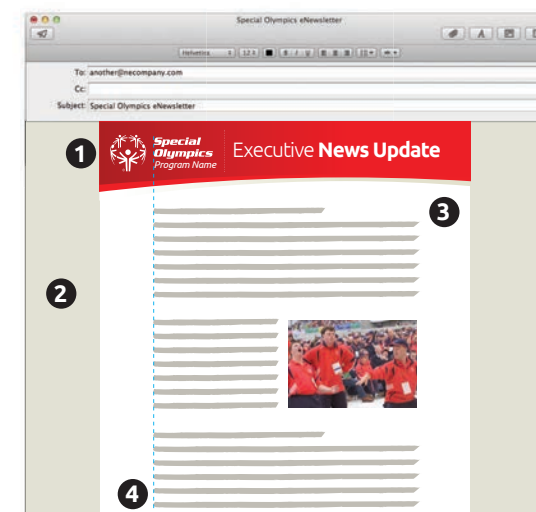 Special Olympics eNewsletter
Helvetica 12 B I U
To: another@necompany.com
Cc:
Subject: Special Olympics eNewsletter
1
Special
Olympics
Program Name
Executive News Update
3
2
4